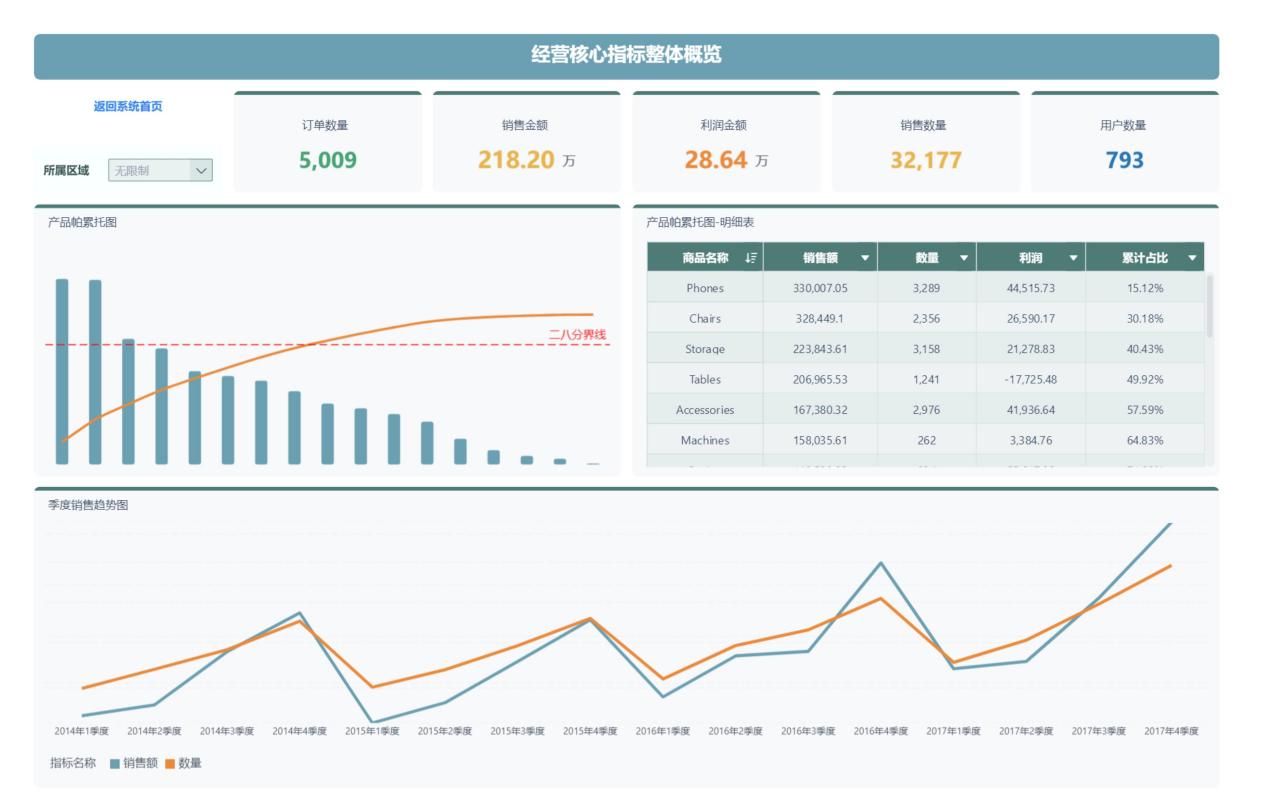 经营核心指标整体概览
返回系统首页
所属区域 无限制
订单数量
5,009
销售金额
218.20 万
利润金额
28.64 万
销售数量
32,177
用户数量
793
产品帕累托图
二八分界线
产品帕累托图-明细表
商品名称 销售额 数量 利润 累计占比
Phones 330,007.05 3,289 44,515.73 15.12%
Chairs 328,449.1 2,356 26,590.17 30.18%
Storage 223,843.61 3,158 21,278.83 40.43%
Tables 206,965.53 1,241 -17,725.48 49.92%
Accessories 167,380.32 2,976 41,936.64 57.59%
Machines 158,035.61 262 3,384.76 64.83%
季度销售趋势图
2014年1季度 2014年2季度 2014年3季度 2014年4季度 2015年1季度 2015年2季度 2015年3季度 2015年4季度 2016年1季度 2016年2季度 2016年3季度 2016年4季度 2017年1季度 2017年2季度 2017年3季度 2017年4季度
指标名称 销售额 数量